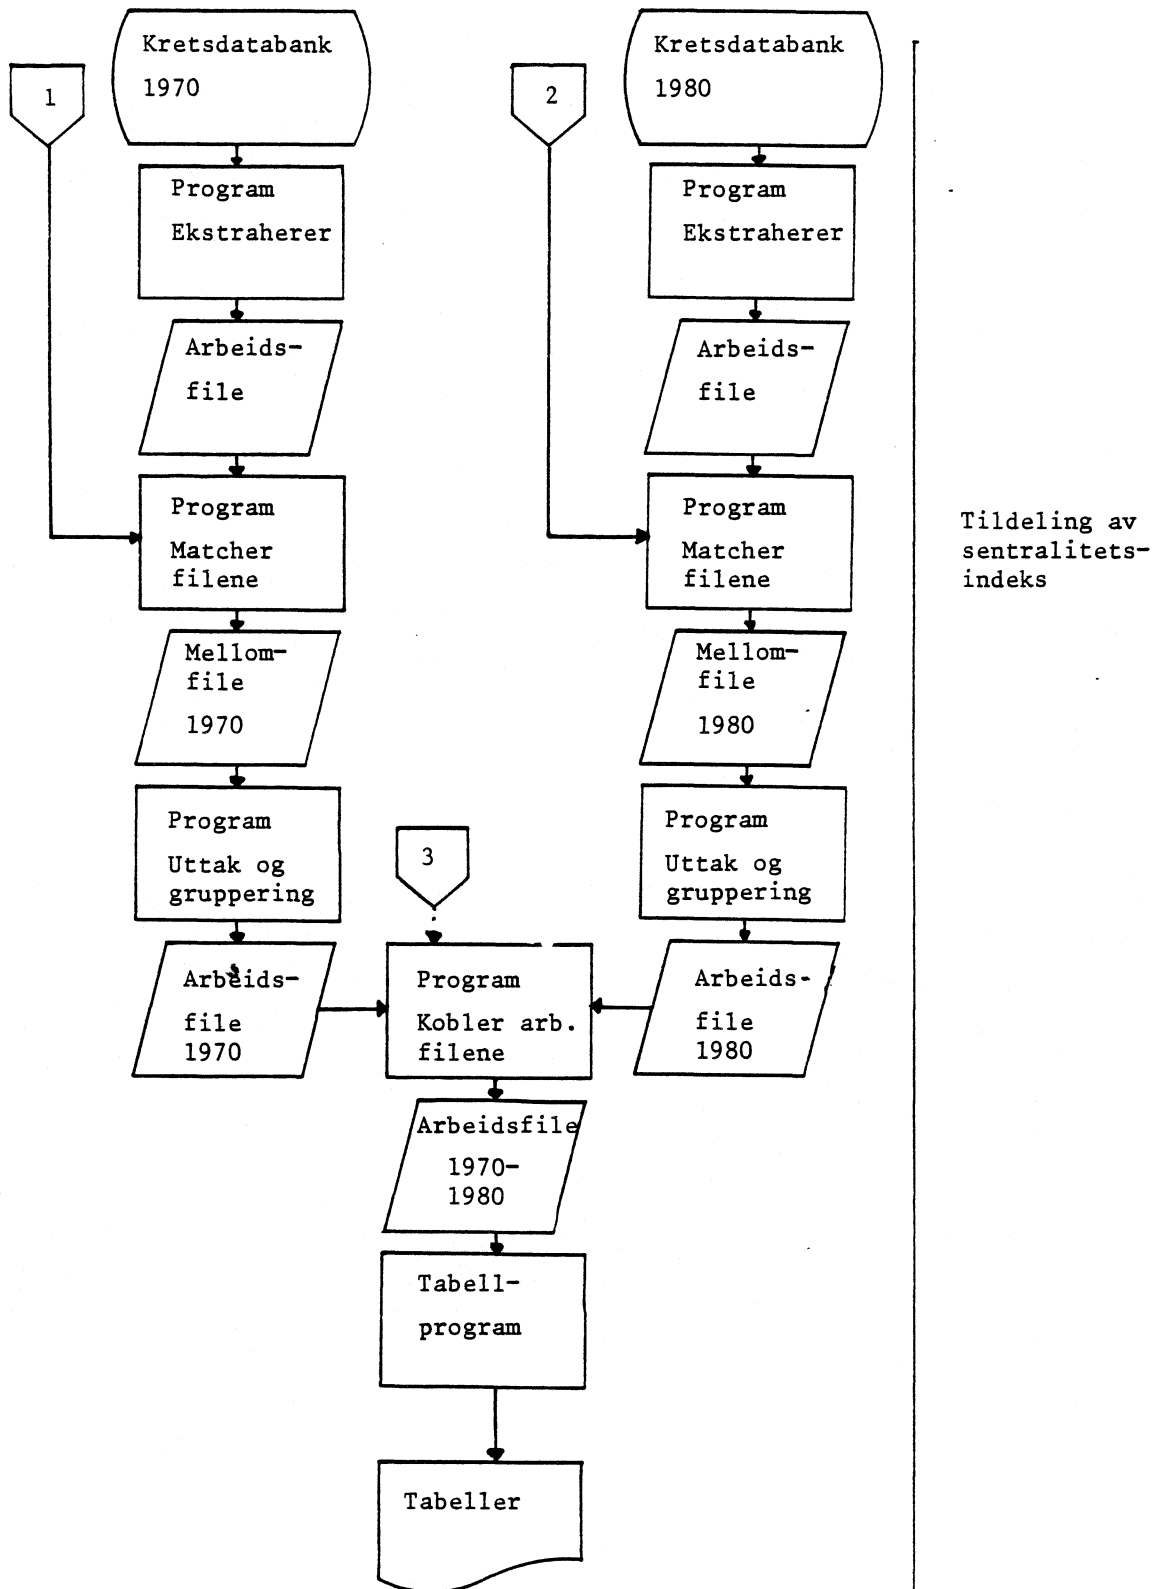 1
Kretsdatabank
1970
Program
Ekstraherer
Arbeids-
file
Program
Matcher
filene
Mellom-
file
1970
Program
Uttak og
gruppering
Arbeids-
file
1970
2
Kretsdatabank
1980
Program
Ekstraherer
Arbeids-
file
Program
Matcher
filene
Mellom-
file
1980
Program
Uttak og
gruppering
Arbeids-
file
1980
3
Program
Kobler arb.
filene
Arbeidsfile
1970-
1980
Tabell-
program
Tabeller
Tildeling av
sentralitets-
indeks